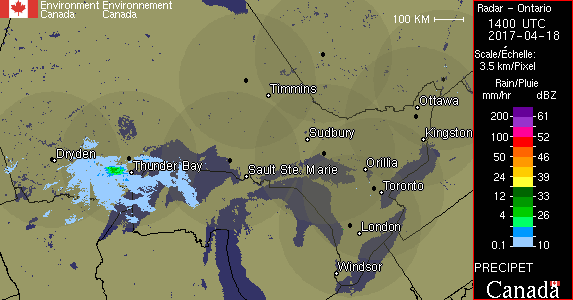 Environment Environnement
Canada Canada
100 KM
Timmins
Ottawa
Sudbury
Kingston
Dryden
Thunder Bay
Sault Ste. Marie
Orillia
Toronto
London
Windsor
Radar - Ontario
1400 UTC
2017-04-18
Scale/Échelle:
3.5 km/Pixel
Rain/Pluie
mm/hr dBZ
200 61
100 52
50 46
24 39
12 33
4 26
0.1 10
PRECIPET
Canada